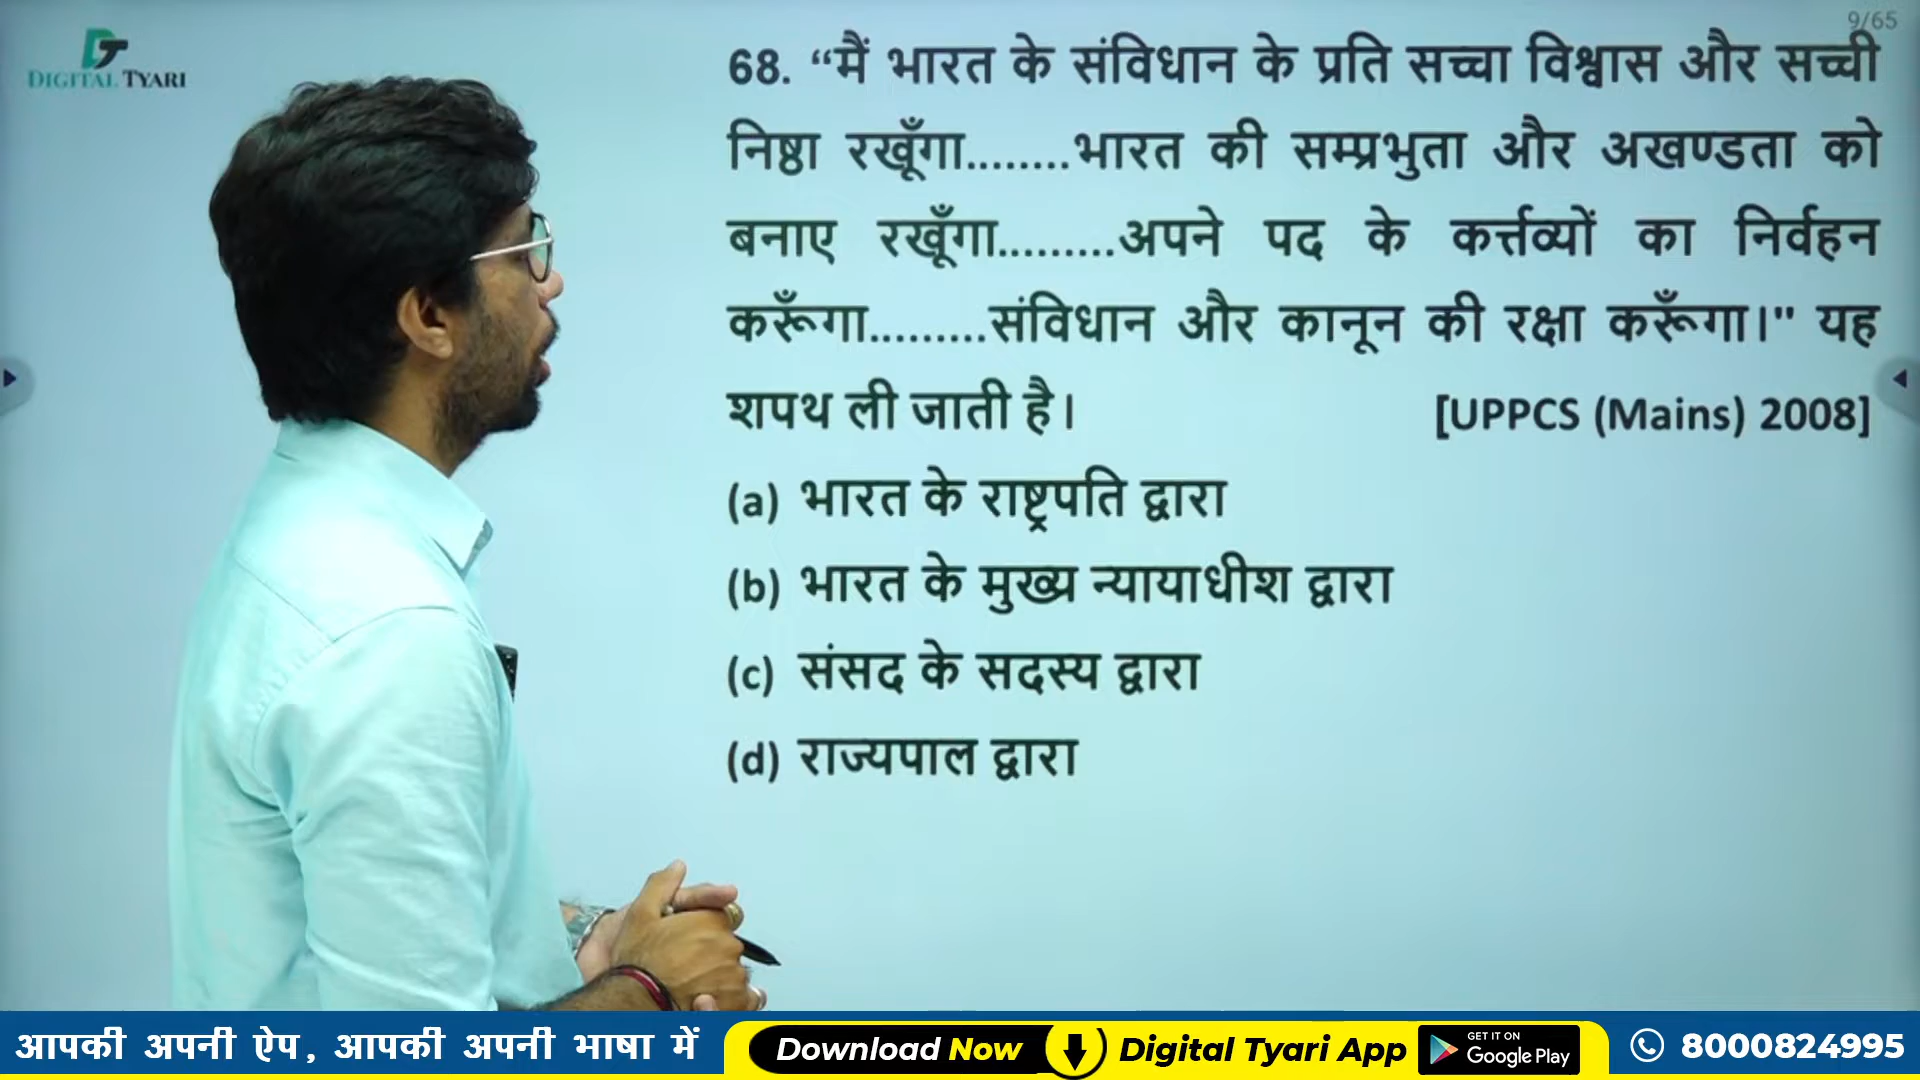 9/65
DIGITAL TYARI
68. “मैं भारत के संविधान के प्रति सच्चा विश्वास और सच्ची
निष्ठा रखूँगा........भारत की सम्प्रभुता और अखण्डता को
बनाए रखूँगा.........अपने पद के कर्त्तव्यों का निर्वहन
करूँगा.........संविधान और कानून की रक्षा करूँगा।" यह
शपथ ली जाती है। [UPPCS (Mains) 2008]
(a) भारत के राष्ट्रपति द्वारा
(b) भारत के मुख्य न्यायाधीश द्वारा
(c) संसद के सदस्य द्वारा
(d) राज्यपाल द्वारा
आपकी अपनी ऐप, आपकी अपनी भाषा में Download Now Digital Tyari App GET IT ON Google Play 8000824995